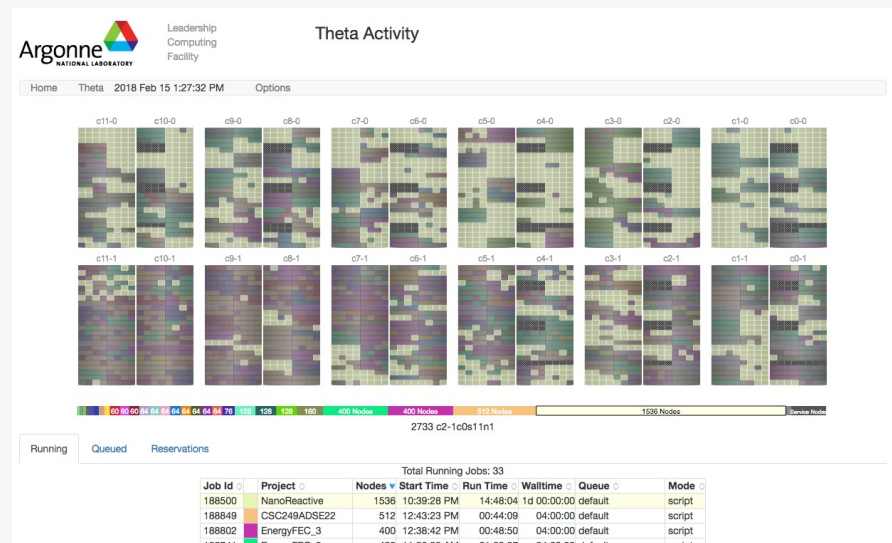 Argonne
NATIONAL LABORATORY
Leadership
Computing
Facility
Theta Activity
Home Theta 2018 Feb 15 1:27:32 PM Options
c11-0 c10-0 c9-0 c8-0 c7-0 c6-0 c5-0 c4-0 c3-0 c2-0 c1-0 c0-0
c11-1 c10-1 c9-1 c8-1 c7-1 c6-1 c5-1 c4-1 c3-1 c2-1 c1-1 c0-1
60 60 60 64 64 64 64 64 64 64 64 64 76 128 128 128 160 400 Nodes 400 Nodes 512 Nodes 1536 Nodes Service Nodes
2733 c2-1c0s11n1
Running Queued Reservations
Total Running Jobs: 33
Job Id Project Nodes Start Time Run Time Walltime Queue Mode
188500 NanoReactive 1536 10:39:28 PM 14:48:04 1d 00:00:00 default script
188849 CSC249ADSE22 512 12:43:23 PM 00:44:09 04:00:00 default script
188802 EnergyFEC_3 400 12:38:42 PM 00:48:50 04:00:00 default script